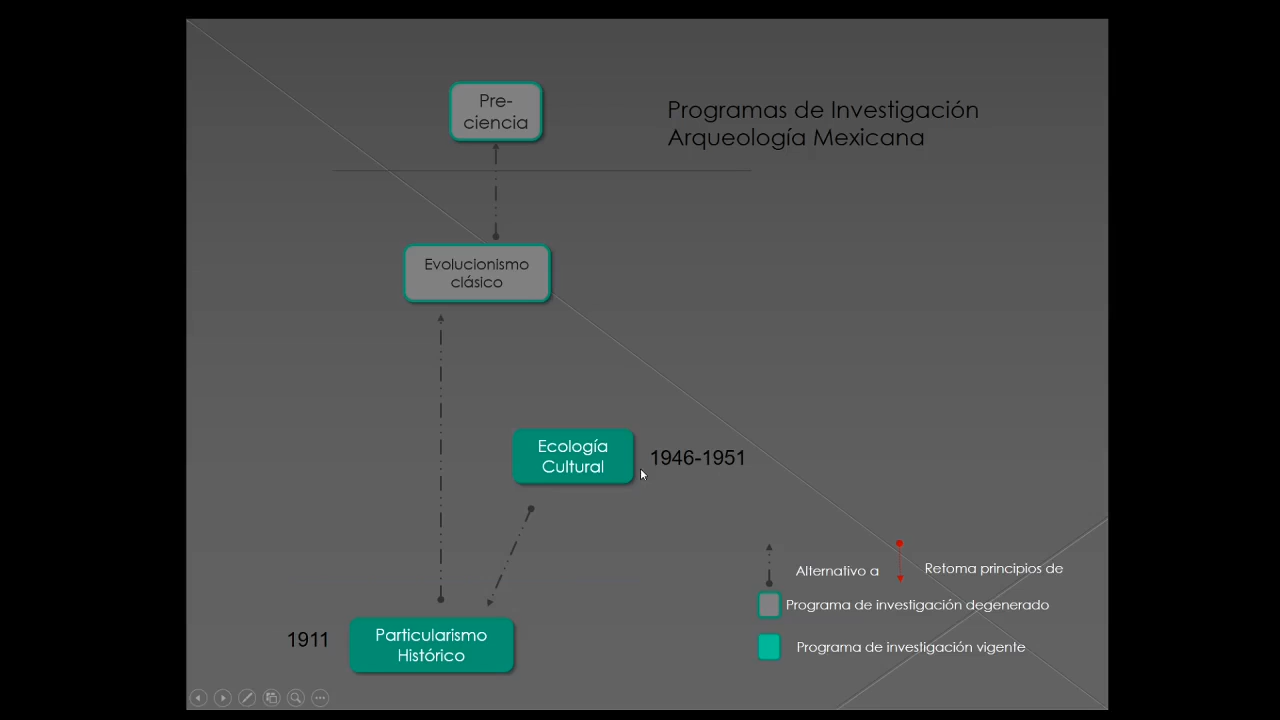 Pre-
ciencia
Programas de Investigación
Arqueología Mexicana
Evolucionismo
clásico
Ecología
Cultural
1946-1951
Alternativo a
Retoma principios de
Programa de investigación degenerado
1911
Particularismo
Histórico
Programa de investigación vigente